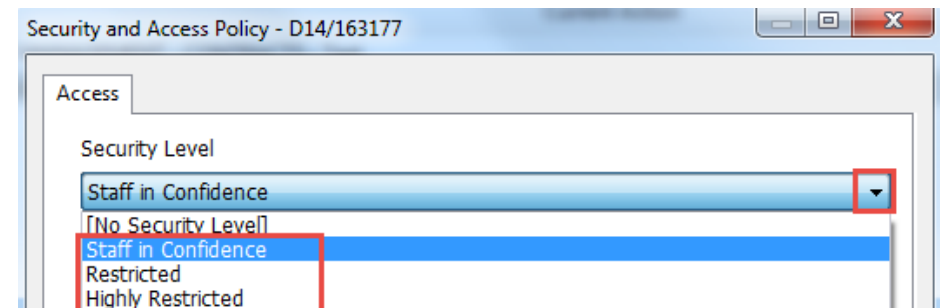 Security and Access Policy - D14/163177
Access
Security Level
Staff in Confidence
[No Security Level]
Staff in Confidence
Restricted
Highly Restricted